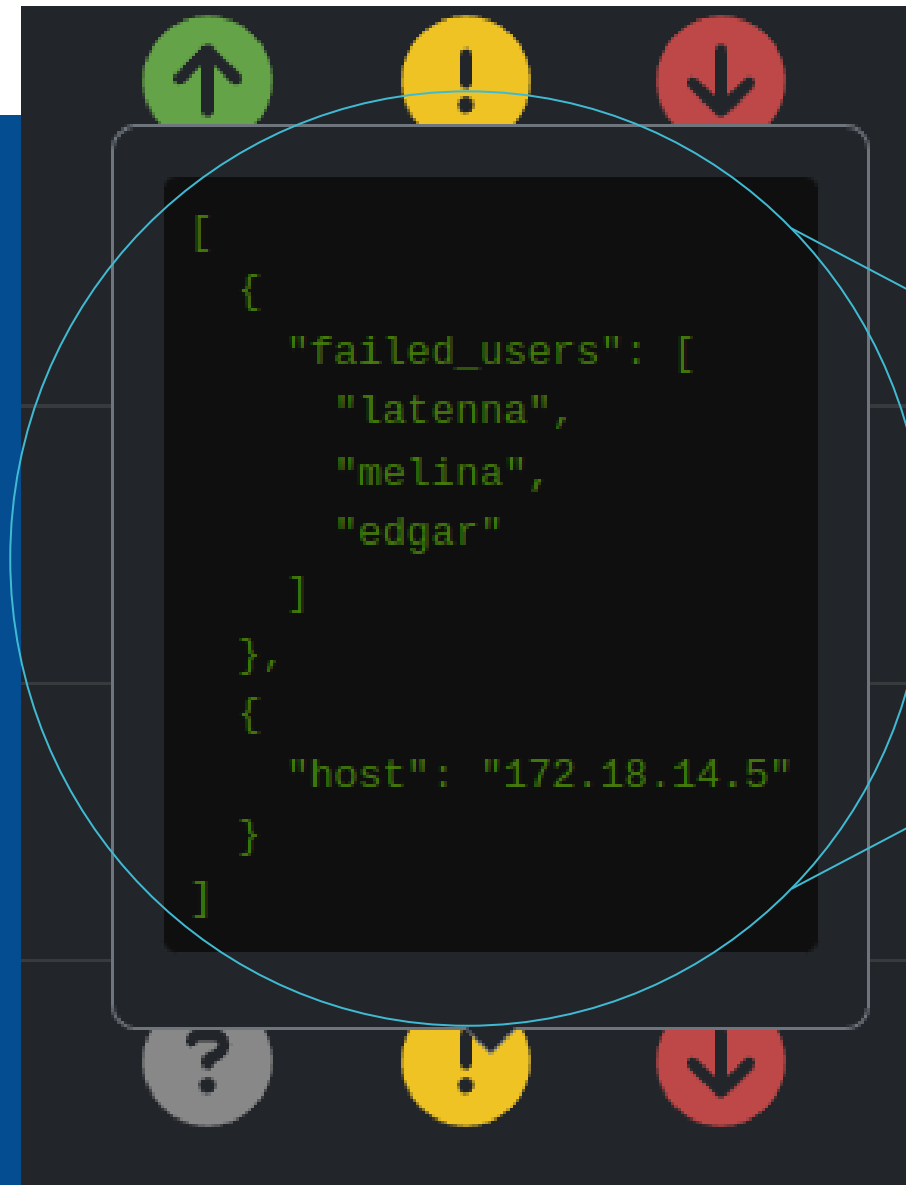 [
  {
    "failed_users": [
      "latenna",
      "melina",
      "edgar"
    ]
  },
  {
    "host": "172.18.14.5"
  }
]